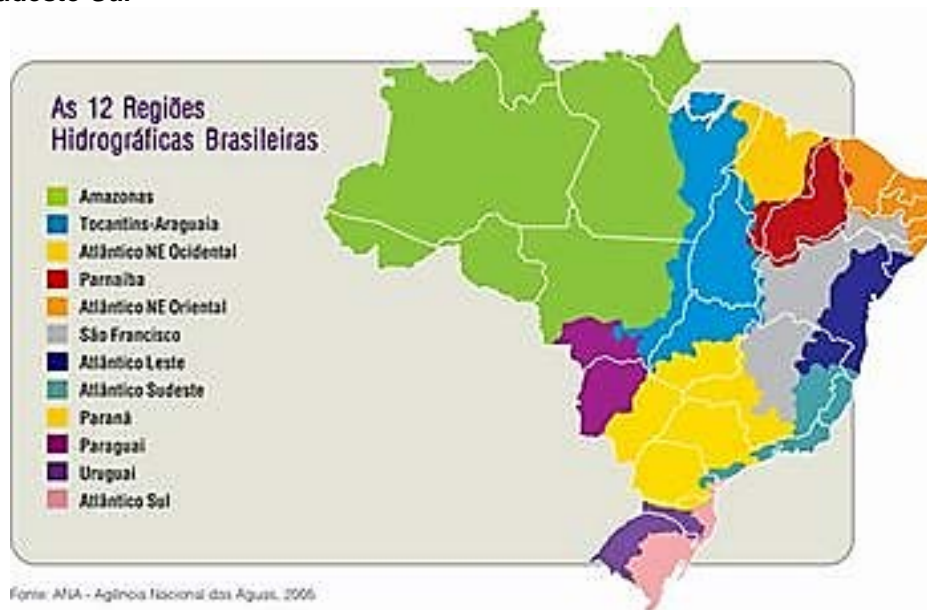 As 12 Regiões
Hidrográficas Brasileiras
Amazonas
Tocantins-Araguaia
Atlântico NE Ocidental
Parnaíba
Atlântico NE Oriental
São Francisco
Atlântico Leste
Atlântico Sudeste
Paraná
Paraguai
Uruguai
Atlântico Sul
Fonte: ANA - Agência Nacional das Águas, 2006